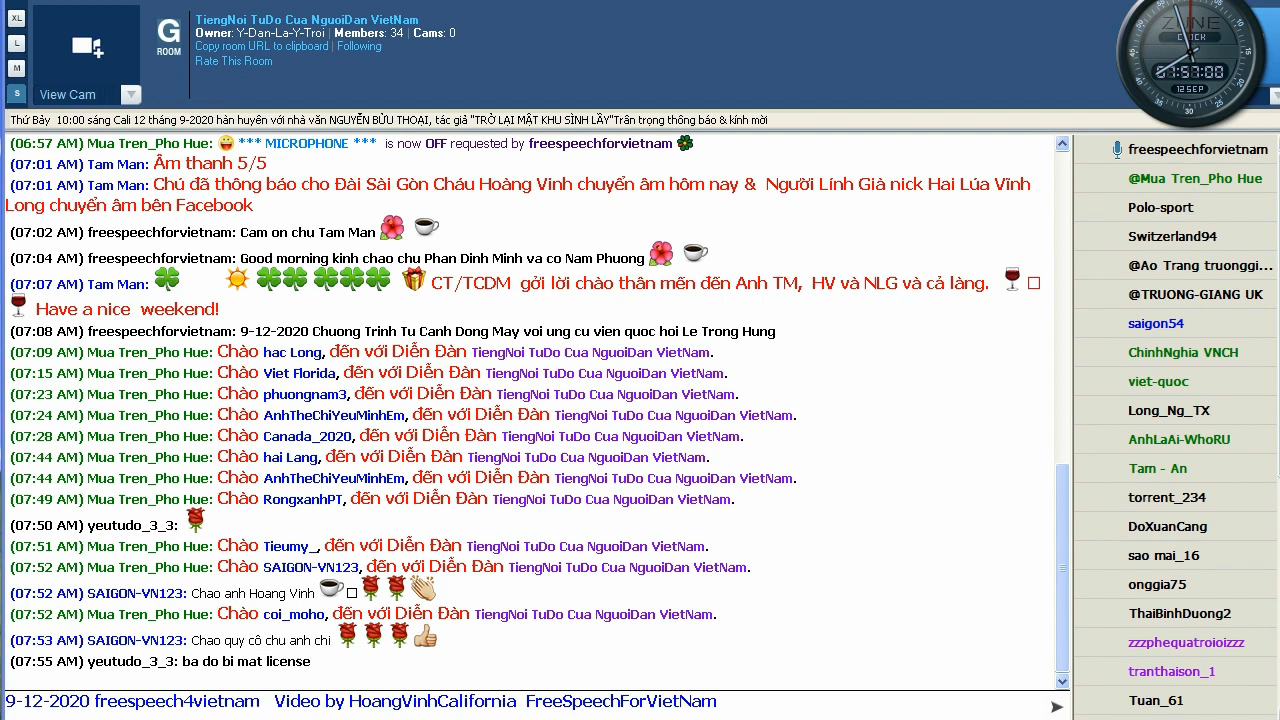 XL
L
M
S
View Cam
G
ROOM
TiengNoi TuDo Cua NguoiDan VietNam
Owner: Y-Dan-La-Y-Troi | Members: 34 | Cams: 0
Copy room URL to clipboard | Following
Rate This Room
ZUNE
CLOCK
07:57:00
12 SEP
Thứ Bảy 10:00 sáng Cali 12 tháng 9-2020 hàn huyên với nhà văn NGUYỄN BỬU THOẠI, tác giả "TRỞ LẠI MẬT KHU SÌNH LẦY"Trân trọng thông báo & kính mời
(06:57 AM) Mua Tren_Pho Hue: 😀 *** MICROPHONE *** is now OFF requested by freespeechforvietnam 🍀
(07:01 AM) Tam Man: Âm thanh 5/5
(07:01 AM) Tam Man: Chú đã thông báo cho Đài Sài Gòn Cháu Hoàng Vinh chuyển âm hôm nay & Người Lính Già nick Hai Lúa Vĩnh
Long chuyển âm bên Facebook
(07:02 AM) freespeechforvietnam: Cam on chu Tam Man 🌺 ☕
(07:04 AM) freespeechforvietnam: Good morning kinh chao chu Phan Dinh Minh va co Nam Phuong 🌺 ☕
(07:07 AM) Tam Man: 🍀 ☀ 🍀🍀 🍀🍀🍀 🎁 CT/TCDM gởi lời chào thân mến đến Anh TM, HV và NLG và cả làng. 🍷 □
🍷 Have a nice weekend!
(07:08 AM) freespeechforvietnam: 9-12-2020 Chuong Trinh Tu Canh Dong May voi ung cu vien quoc hoi Le Trong Hung
(07:09 AM) Mua Tren_Pho Hue: Chào hac Long, đến với Diễn Đàn TiengNoi TuDo Cua NguoiDan VietNam.
(07:15 AM) Mua Tren_Pho Hue: Chào Viet Florida, đến với Diễn Đàn TiengNoi TuDo Cua NguoiDan VietNam.
(07:23 AM) Mua Tren_Pho Hue: Chào phuongnam3, đến với Diễn Đàn TiengNoi TuDo Cua NguoiDan VietNam.
(07:24 AM) Mua Tren_Pho Hue: Chào AnhTheChiYeuMinhEm, đến với Diễn Đàn TiengNoi TuDo Cua NguoiDan VietNam.
(07:28 AM) Mua Tren_Pho Hue: Chào Canada_2020, đến với Diễn Đàn TiengNoi TuDo Cua NguoiDan VietNam.
(07:44 AM) Mua Tren_Pho Hue: Chào hai Lang, đến với Diễn Đàn TiengNoi TuDo Cua NguoiDan VietNam.
(07:44 AM) Mua Tren_Pho Hue: Chào AnhTheChiYeuMinhEm, đến với Diễn Đàn TiengNoi TuDo Cua NguoiDan VietNam.
(07:49 AM) Mua Tren_Pho Hue: Chào RongxanhPT, đến với Diễn Đàn TiengNoi TuDo Cua NguoiDan VietNam.
(07:50 AM) yeutudo_3_3: 🌹
(07:51 AM) Mua Tren_Pho Hue: Chào Tieumy_, đến với Diễn Đàn TiengNoi TuDo Cua NguoiDan VietNam.
(07:52 AM) Mua Tren_Pho Hue: Chào SAIGON-VN123, đến với Diễn Đàn TiengNoi TuDo Cua NguoiDan VietNam.
(07:52 AM) SAIGON-VN123: Chao anh Hoang Vinh ☕ □ 🌹 🌹👏
(07:52 AM) Mua Tren_Pho Hue: Chào coi_moho, đến với Diễn Đàn TiengNoi TuDo Cua NguoiDan VietNam.
(07:53 AM) SAIGON-VN123: Chao quy cô chu anh chi 🌹 🌹 🌹👍
(07:55 AM) yeutudo_3_3: ba do bi mat license
9-12-2020 freespeech4vietnam Video by HoangVinhCalifornia FreeSpeechForVietNam
freespeechforvietnam
@Mua Tren_Pho Hue
Polo-sport
Switzerland94
@Ao Trang truonggi...
@TRUONG-GIANG UK
saigon54
ChinhNghia VNCH
viet-quoc
Long_Ng_TX
AnhLaAi-WhoRU
Tam - An
torrent_234
DoXuanCang
sao mai_16
onggia75
ThaiBinhDuong2
zzzphequatroioizzz
tranthaison_1
Tuan_61